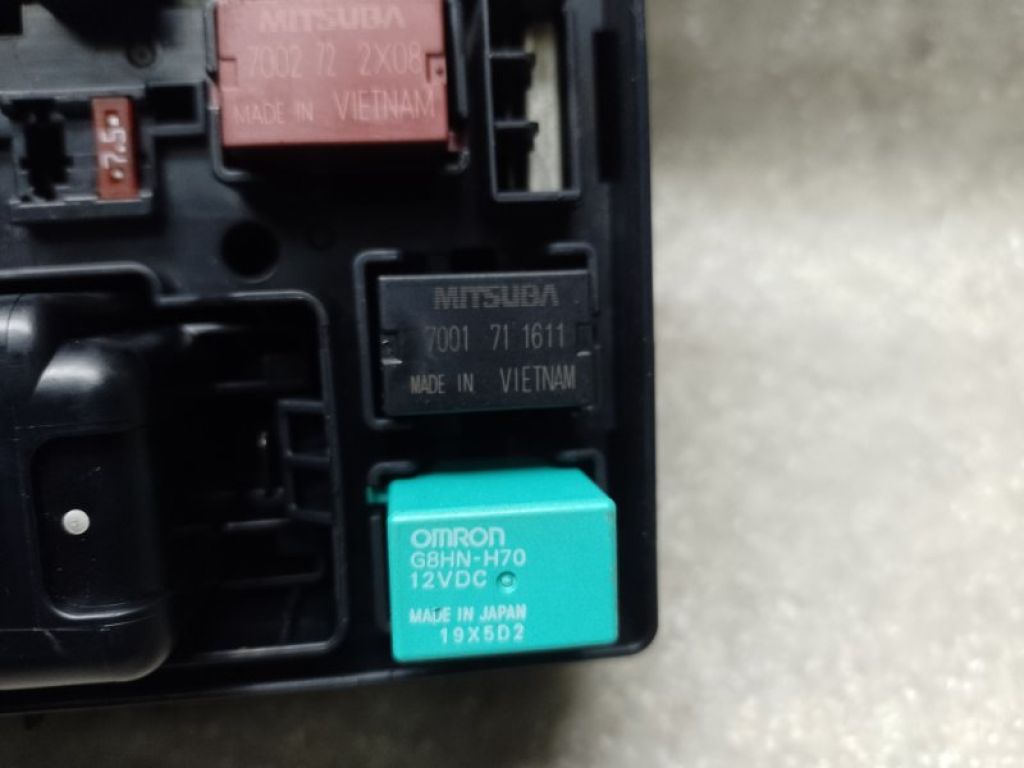 MITSUBA
7002 72 2X08
MADE IN VIETNAM
7.5
MITSUBA
7001 71 1611
MADE IN VIETNAM
OMRON
G8HN-H70
12VDC
MADE IN JAPAN
19X5D2